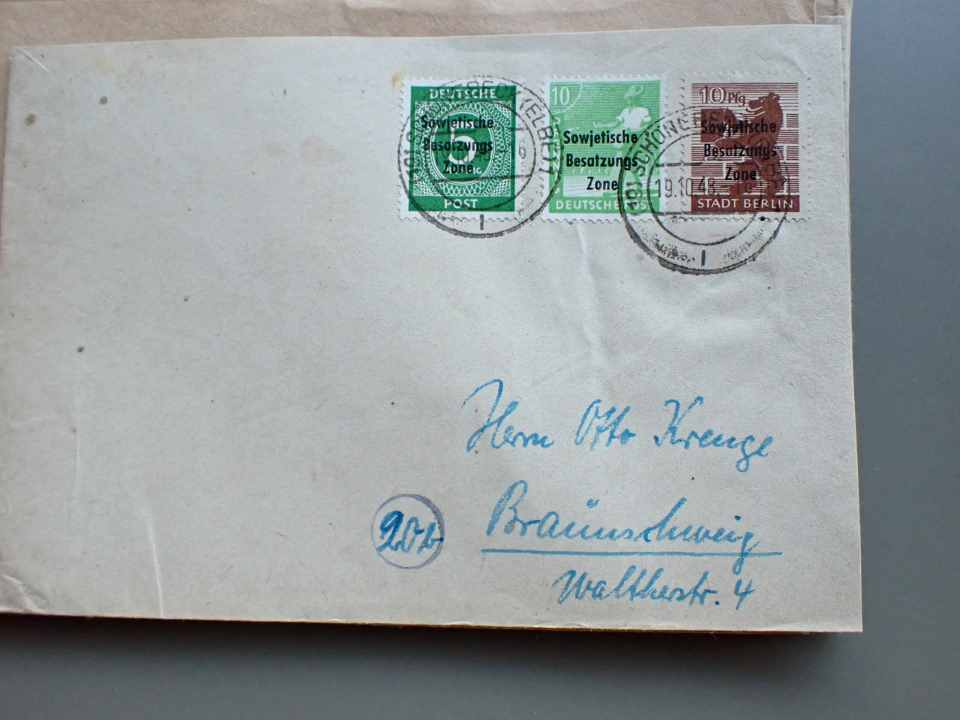 DEUTSCHE
5
POST
Sowjetische
Besatzungs
Zone
10
DEUTSCHE
Sowjetische
Besatzungs
Zone
10 Pfg
STADT BERLIN
Sowjetische
Besatzungs
Zone
19.10.48
Herrn Otto Krenge
20b
Braunschweig
Waltherstr. 4